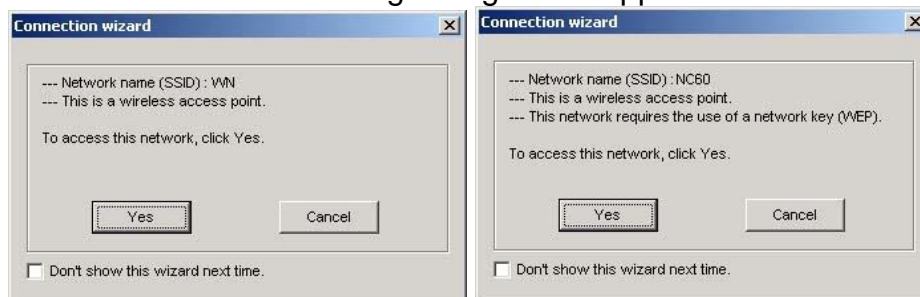 Connection wizard
--- Network name (SSID) : WN
--- This is a wireless access point.
To access this network, click Yes.
Yes
Cancel
Don't show this wizard next time.
Connection wizard
--- Network name (SSID) : NC60
--- This is a wireless access point.
--- This network requires the use of a network key (WEP).
To access this network, click Yes.
Yes
Cancel
Don't show this wizard next time.